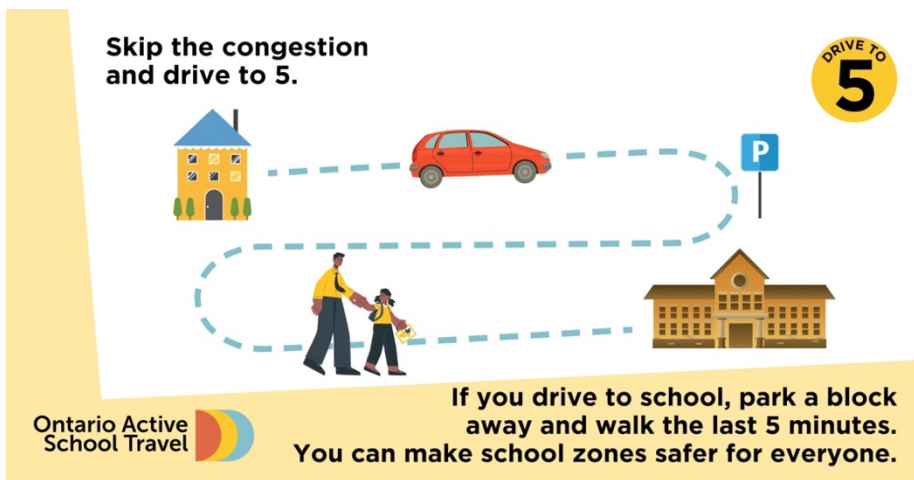 Skip the congestion
and drive to 5.
DRIVE TO
5
P
If you drive to school, park a block
away and walk the last 5 minutes.
You can make school zones safer for everyone.
Ontario Active
School Travel